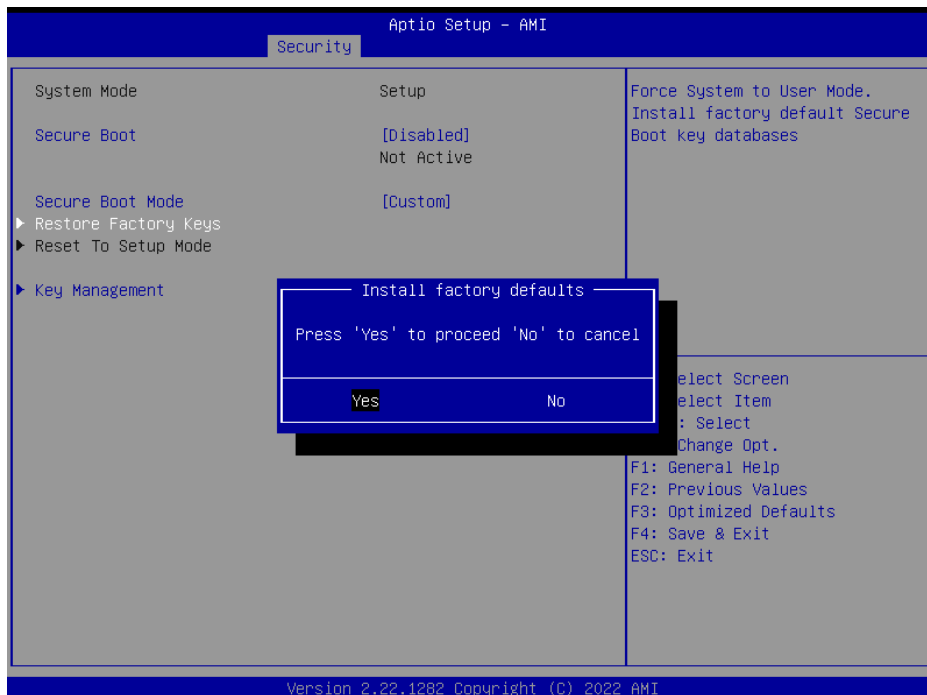 Aptio Setup – AMI
Security
System Mode Setup
Secure Boot [Disabled]
Not Active
Secure Boot Mode [Custom]
Restore Factory Keys
Reset To Setup Mode
Key Management
Force System to User Mode.
Install factory default Secure
Boot key databases
Install factory defaults
Press 'Yes' to proceed 'No' to cancel
Yes No
elect Screen
elect Item
: Select
Change Opt.
F1: General Help
F2: Previous Values
F3: Optimized Defaults
F4: Save & Exit
ESC: Exit
Version 2.22.1282 Copyright (C) 2022 AMI